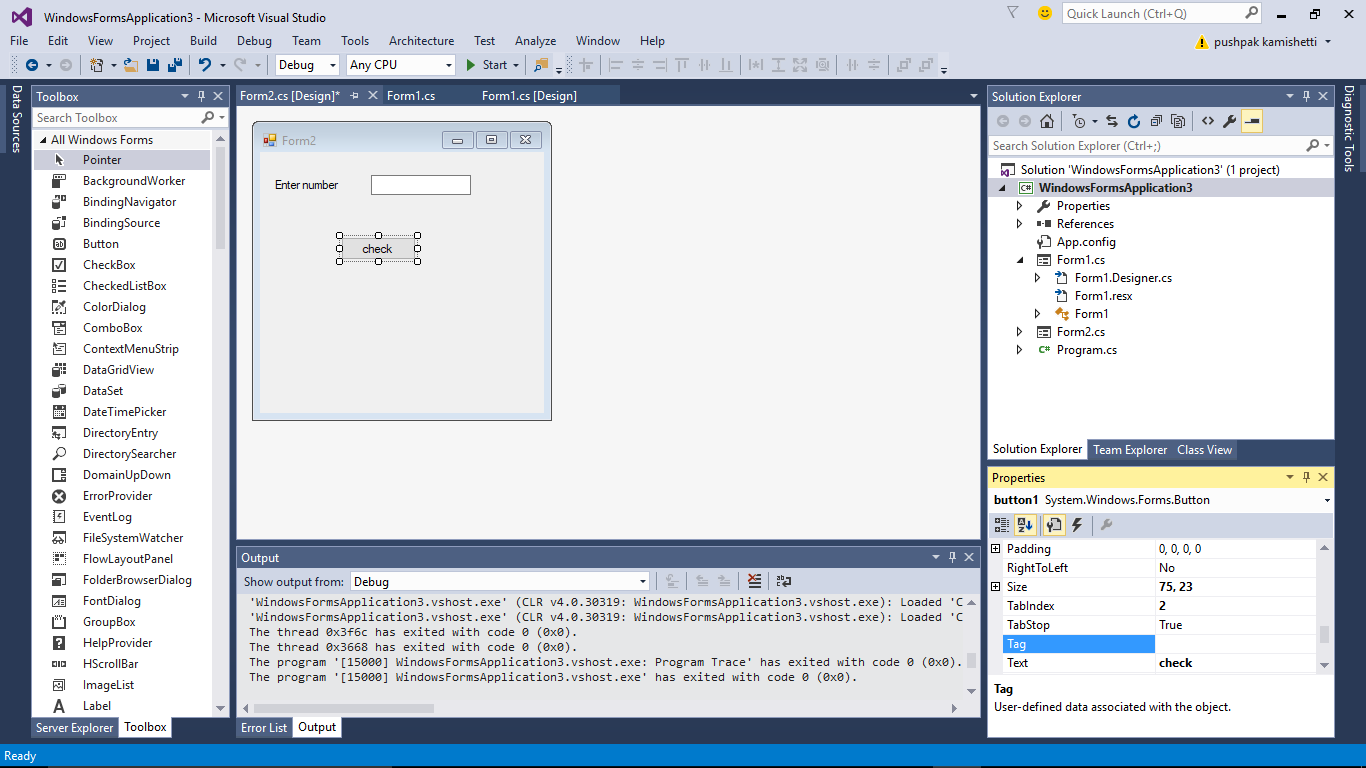 WindowsFormsApplication3 - Microsoft Visual Studio
Quick Launch (Ctrl+Q)
File Edit View Project Build Debug Team Tools Architecture Test Analyze Window Help
pushpak kamishetti
Debug Any CPU Start
Data Sources
Toolbox
Search Toolbox
All Windows Forms
Pointer
BackgroundWorker
BindingNavigator
BindingSource
Button
CheckBox
CheckedListBox
ColorDialog
ComboBox
ContextMenuStrip
DataGridView
DataSet
DateTimePicker
DirectoryEntry
DirectorySearcher
DomainUpDown
ErrorProvider
EventLog
FileSystemWatcher
FlowLayoutPanel
FolderBrowserDialog
FontDialog
GroupBox
HelpProvider
HScrollBar
ImageList
Label
Server Explorer Toolbox
Form2.cs [Design]* Form1.cs Form1.cs [Design]
Form2
Enter number
check
Output
Show output from: Debug
'WindowsFormsApplication3.vshost.exe' (CLR v4.0.30319: WindowsFormsApplication3.vshost.exe): Loaded 'C
'WindowsFormsApplication3.vshost.exe' (CLR v4.0.30319: WindowsFormsApplication3.vshost.exe): Loaded 'C
The thread 0x3f6c has exited with code 0 (0x0).
The thread 0x3668 has exited with code 0 (0x0).
The program '[15000] WindowsFormsApplication3.vshost.exe: Program Trace' has exited with code 0 (0x0).
The program '[15000] WindowsFormsApplication3.vshost.exe' has exited with code 0 (0x0).
Error List Output
Solution Explorer
Search Solution Explorer (Ctrl+;)
Solution 'WindowsFormsApplication3' (1 project)
C# WindowsFormsApplication3
Properties
References
App.config
Form1.cs
Form1.Designer.cs
Form1.resx
Form1
Form2.cs
C# Program.cs
Solution Explorer Team Explorer Class View
Properties
button1 System.Windows.Forms.Button
Padding 0, 0, 0, 0
RightToLeft No
Size 75, 23
TabIndex 2
TabStop True
Tag
Text check
Tag
User-defined data associated with the object.
Diagnostic Tools
Ready